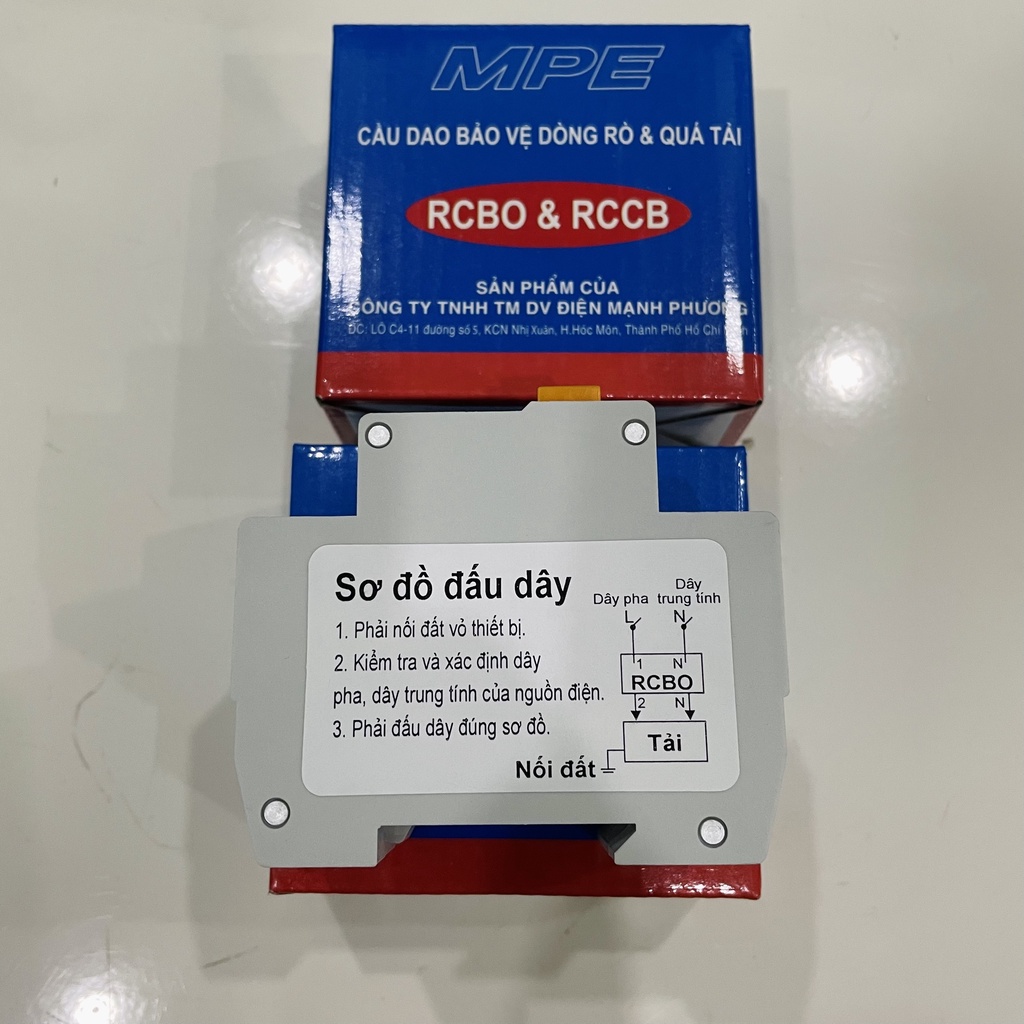 MPE
CẦU DAO BẢO VỆ DÒNG RÒ & QUÁ TẢI
RCBO & RCCB
SẢN PHẨM CỦA
CÔNG TY TNHH TM DV ĐIỆN MẠNH PHƯƠNG
ĐC: LÔ C4-11 đường số 5, KCN Nhị Xuân, H.Hóc Môn, Thành Phố Hồ Chí Minh
Sơ đồ đấu dây
1. Phải nối đất vỏ thiết bị.
2. Kiểm tra và xác định dây
pha, dây trung tính của nguồn điện.
3. Phải đấu dây đúng sơ đồ.
Dây pha
Dây
trung tính
L N
1 N
RCBO
2 N
Tải
Nối đất